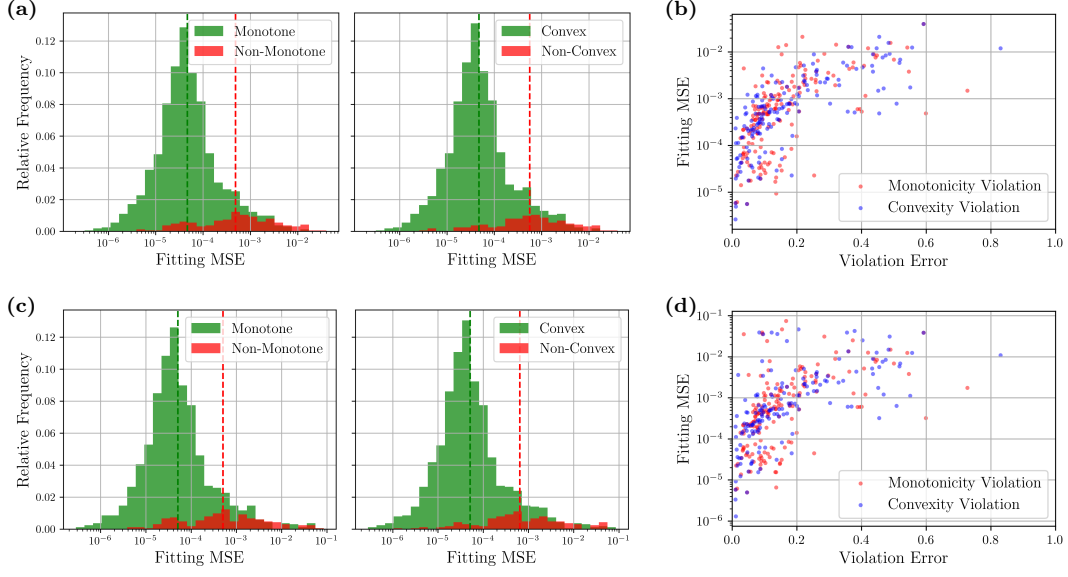 (a)
Relative Frequency
0.12
0.10
0.08
0.06
0.04
0.02
0.00
Monotone
Non-Monotone
10⁻⁶
10⁻⁵
10⁻⁴
10⁻³
10⁻²
Fitting MSE
Convex
Non-Convex
10⁻⁶
10⁻⁵
10⁻⁴
10⁻³
10⁻²
Fitting MSE
(b)
Fitting MSE
10⁻²
10⁻³
10⁻⁴
10⁻⁵
Monotonicity Violation
Convexity Violation
0.0
0.2
0.4
0.6
0.8
1.0
Violation Error
(c)
Relative Frequency
0.12
0.10
0.08
0.06
0.04
0.02
0.00
Monotone
Non-Monotone
10⁻⁶
10⁻⁵
10⁻⁴
10⁻³
10⁻²
10⁻¹
Fitting MSE
Convex
Non-Convex
10⁻⁶
10⁻⁵
10⁻⁴
10⁻³
10⁻²
10⁻¹
Fitting MSE
(d)
Fitting MSE
10⁻¹
10⁻²
10⁻³
10⁻⁴
10⁻⁵
10⁻⁶
Monotonicity Violation
Convexity Violation
0.0
0.2
0.4
0.6
0.8
1.0
Violation Error